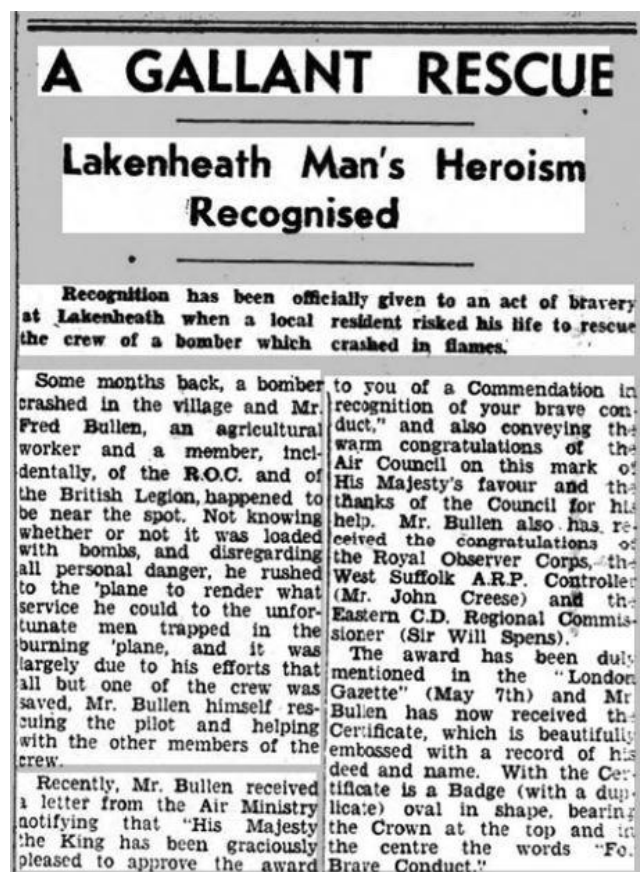 A GALLANT RESCUE
Lakenheath Man's Heroism
Recognised
Recognition has been officially given to an act of bravery
at Lakenheath when a local resident risked his life to rescue
the crew of a bomber which crashed in flames.
Some months back, a bomber
crashed in the village and Mr.
Fred Bullen, an agricultural
worker and a member, inci-
dentally, of the R.O.C. and of
the British Legion, happened to
be near the spot. Not knowing
whether or not it was loaded
with bombs, and disregarding
all personal danger, he rushed
to the 'plane to render what
service he could to the unfor-
tunate men trapped in the
burning 'plane, and it was
largely due to his efforts that
all but one of the crew was
saved, Mr. Bullen himself res-
cuing the pilot and helping
with the other members of the
crew.
Recently, Mr. Bullen received
a letter from the Air Ministry
notifying that "His Majesty
the King has been graciously
pleased to approve the award
to you of a Commendation in
recognition of your brave con-
duct," and also conveying the
warm congratulations of the
Air Council on this mark of
His Majesty's favour and the
thanks of the Council for his
help. Mr. Bullen also has re-
ceived the congratulations of
the Royal Observer Corps, the
West Suffolk A.R.P. Controller
(Mr. John Creese) and the
Eastern C.D. Regional Commis-
sioner (Sir Will Spens).
The award has been duly
mentioned in the "London
Gazette" (May 7th) and Mr
Bullen has now received the
Certificate, which is beautifully
embossed with a record of his
deed and name. With the Cer-
tificate is a Badge (with a dup-
licate) oval in shape, bearing
the Crown at the top and in
the centre the words "For
Brave Conduct."